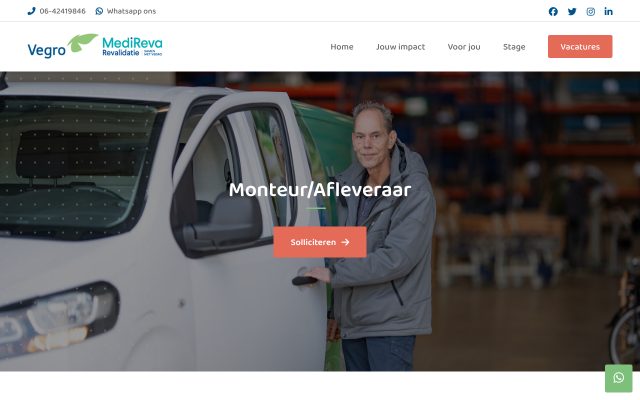 06-42419846 Whatsapp ons
Vegro MediReva
Revalidatie
Home Jouw impact Voor jou Stage Vacatures
Monteur/Afleveraar
Solliciteren